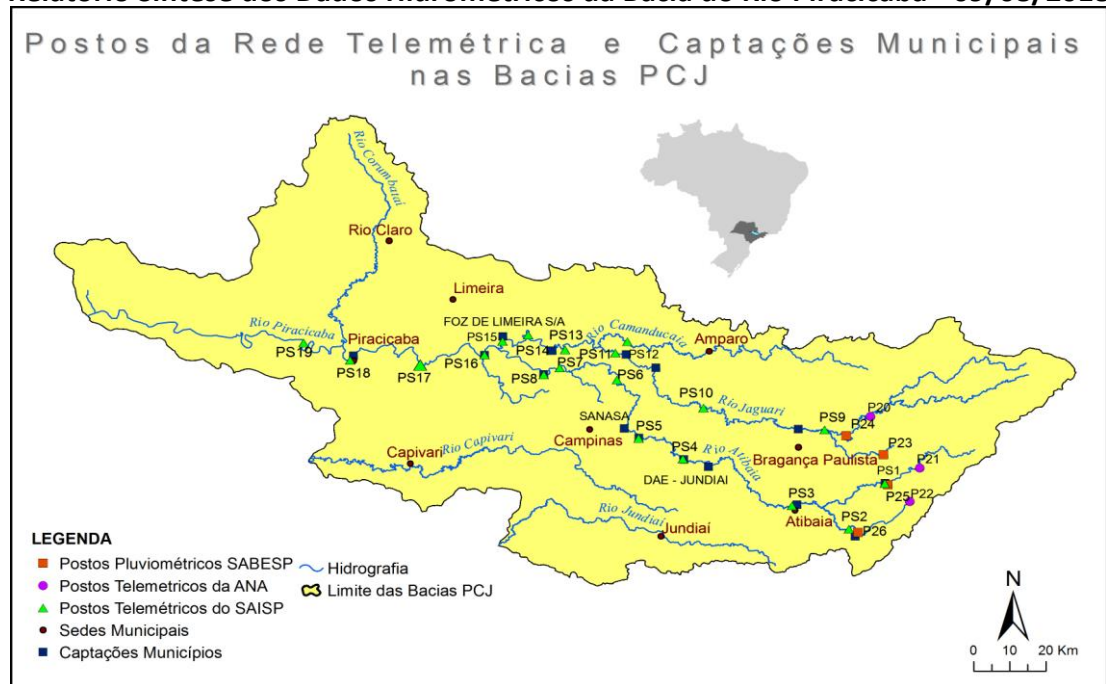 Postos da Rede Telemétrica e Captações Municipais
nas Bacias PCJ
Rio Corumbataí
Rio Claro
Limeira
FOZ DE LIMEIRA S/A
Rio Piracicaba
Piracicaba
PS19
PS18
PS17
PS16
PS15
PS14
PS13
Rio Camanducaia
PS11
PS12
Amparo
PS8
PS7
PS6
PS10
Rio Jaguari
PS9
P20
P24
P23
SANASA
Campinas
PS5
PS4
Rio Atibaia
DAE - JUNDIAI
Bragança Paulista
PS1
P21
P25
P22
Capivari
Rio Capivari
PS3
Atibaia
PS2
P26
Rio Jundiaí
Jundiaí
LEGENDA
Postos Pluviométricos SABESP
Postos Telemetricos da ANA
Postos Telemétricos do SAISP
Sedes Municipais
Captações Municípios
Hidrografia
Limite das Bacias PCJ
N
0 10 20 Km